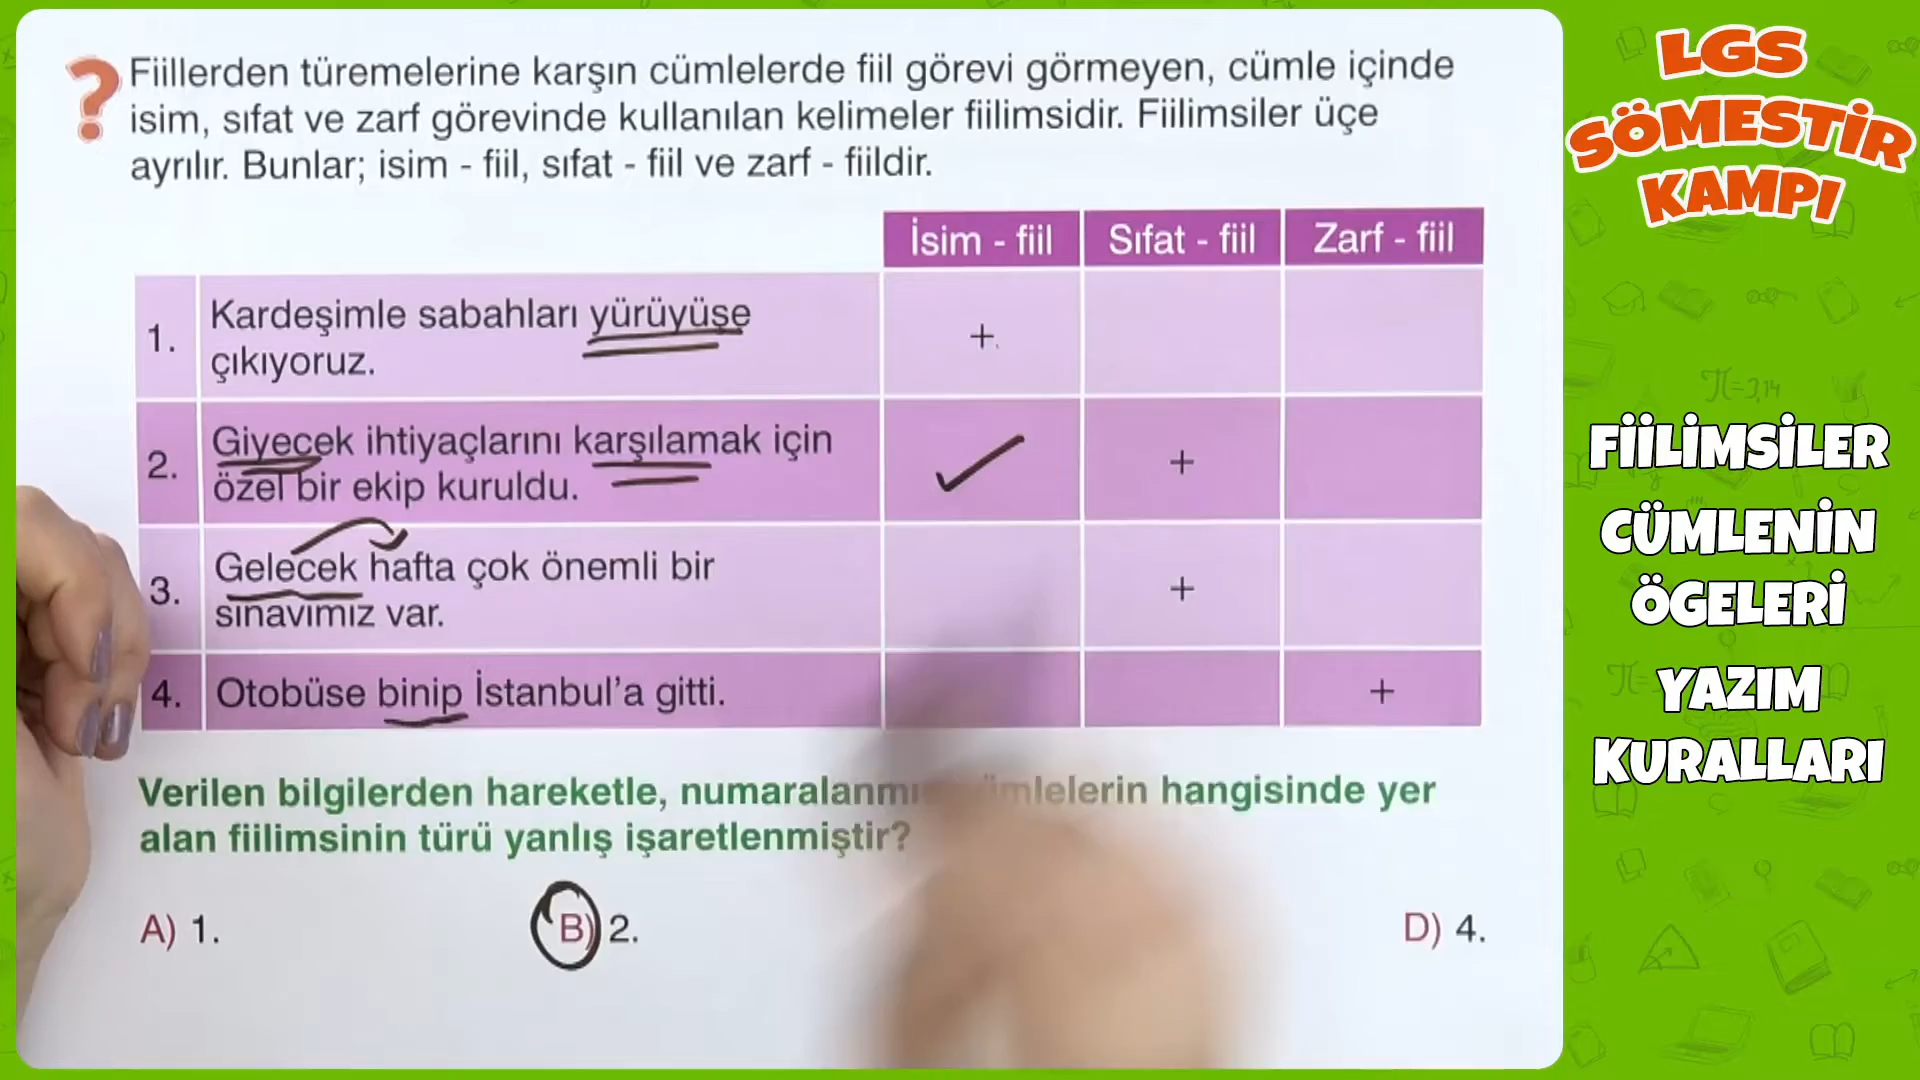 Fiillerden türemelerine karşın cümlelerde fiil görevi görmeyen, cümle içinde
isim, sıfat ve zarf görevinde kullanılan kelimeler fiilimsidir. Fiilimsiler üçe
ayrılır. Bunlar; isim - fiil, sıfat - fiil ve zarf - fiildir.
İsim - fiil Sıfat - fiil Zarf - fiil
1. Kardeşimle sabahları yürüyüşe
çıkıyoruz.
+
2. Giyecek ihtiyaçlarını karşılamak için
özel bir ekip kuruldu.
+
3. Gelecek hafta çok önemli bir
sınavımız var.
+
4. Otobüse binip İstanbul'a gitti.
+
Verilen bilgilerden hareketle, hangisinde yer
alan fiilimsinin türü yanlış işaretlenmiştir?
A) 1. B) 2. D) 4.
LGS
SÖMESTİR
KAMPI
π=3,14
FİİLİMSİLER
CÜMLENİN
ÖGELERİ
YAZIM
KURALLARI